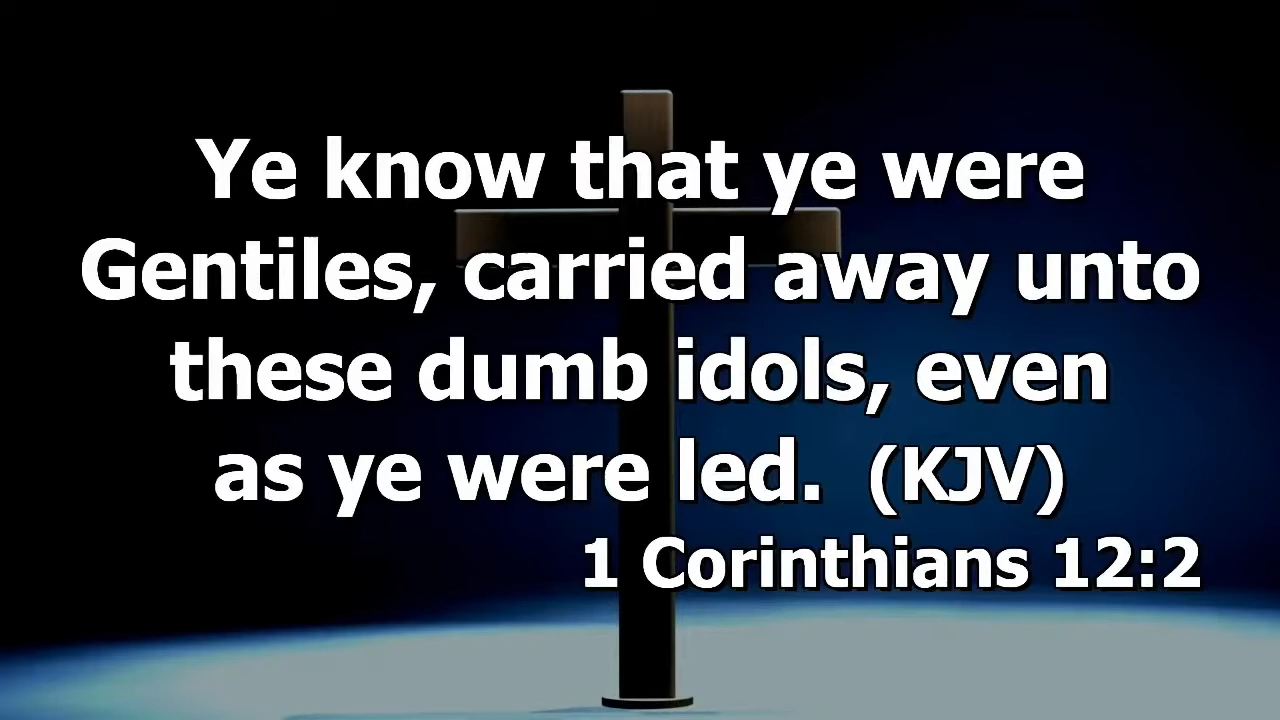 Ye know that ye were
Gentiles, carried away unto
these dumb idols, even
as ye were led. (KJV)
1 Corinthians 12:2